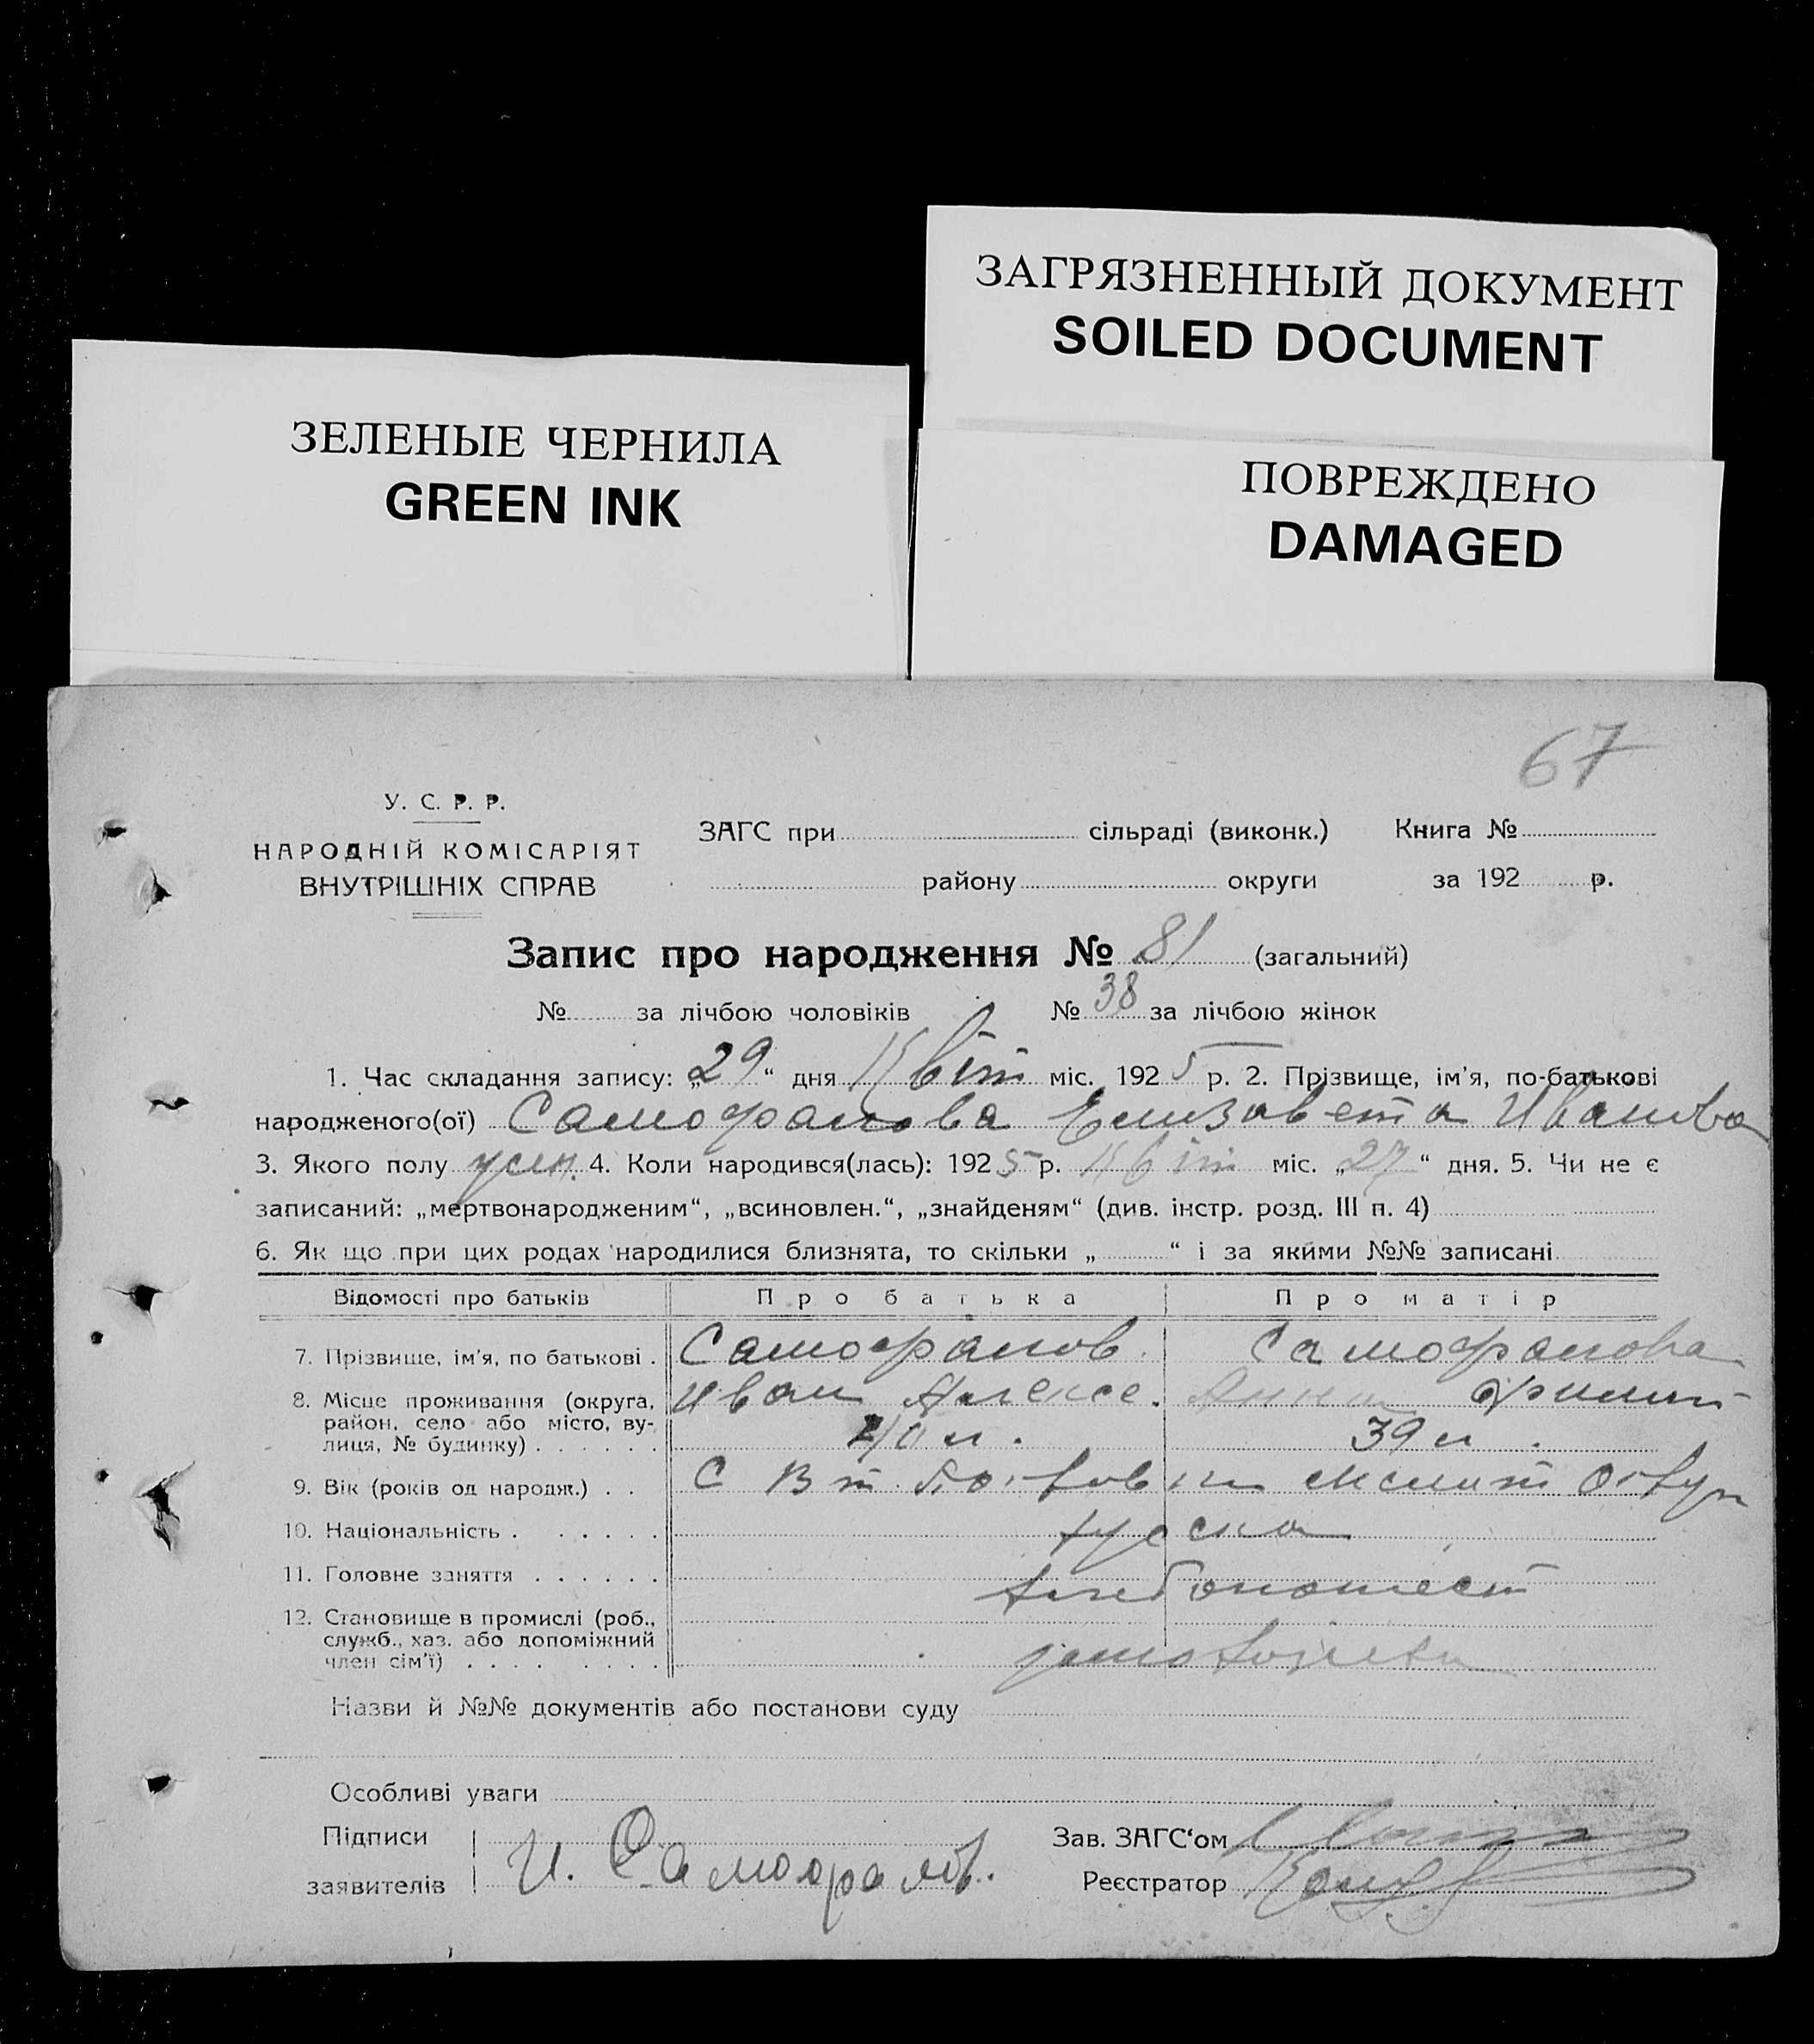 ЗАГРЯЗНЕННЫЙ ДОКУМЕНТ
SOILED DOCUMENT
ЗЕЛЕНЫЕ ЧЕРНИЛА
GREEN INK
ПОВРЕЖДЕНО
DAMAGED
67
У. С. Р. Р.
НАРОДНІЙ КОМІСАРІЯТ
ВНУТРІШНІХ СПРАВ
ЗАГС при сільраді (виконк.) Книга №
району округи за 192 р.
Запис про народження № 81 (загальний)
№ за лічбою чоловіків № 38 за лічбою жінок
1. Час складання запису: „29“ дня Квіт міс. 1925 р. 2. Прізвище, ім'я, по-батькові
народженого(ої) Самофалова Елизавета Иванова
3. Якого полу 4. Коли народився(лась): 1925 р. Квіт міс. „27“ дня. 5. Чи не є
записаний: „мертвонародженим“, „всиновлен.“, „знайденям“ (див. інстр. розд. III п. 4)
6. Як що при цих родах народилися близнята, то скільки „ “ і за якими №№ записані
Відомості про батьків Про батька Про матір
7. Прізвище, ім'я, по батькові . Самофалов Самофалова
8. Місце проживання (округа, Иван Алексе. Анна
район, село або місто, ву-
лиця, № будинку) . . . . . . 40 л. 39 л.
9. Вік (років од народж.) . . С
10. Національність . . . . . . руска
11. Головне заняття . . . . . . хлебопашест
12. Становище в промислі (роб.,
служб., хаз. або допоміжний
член сім'ї) . . . . . . . .
Назви й №№ документів або постанови суду
Особливі уваги
Підписи
заявителів И. Самофалов.
Зав. ЗАГС'ом
Реєстратор